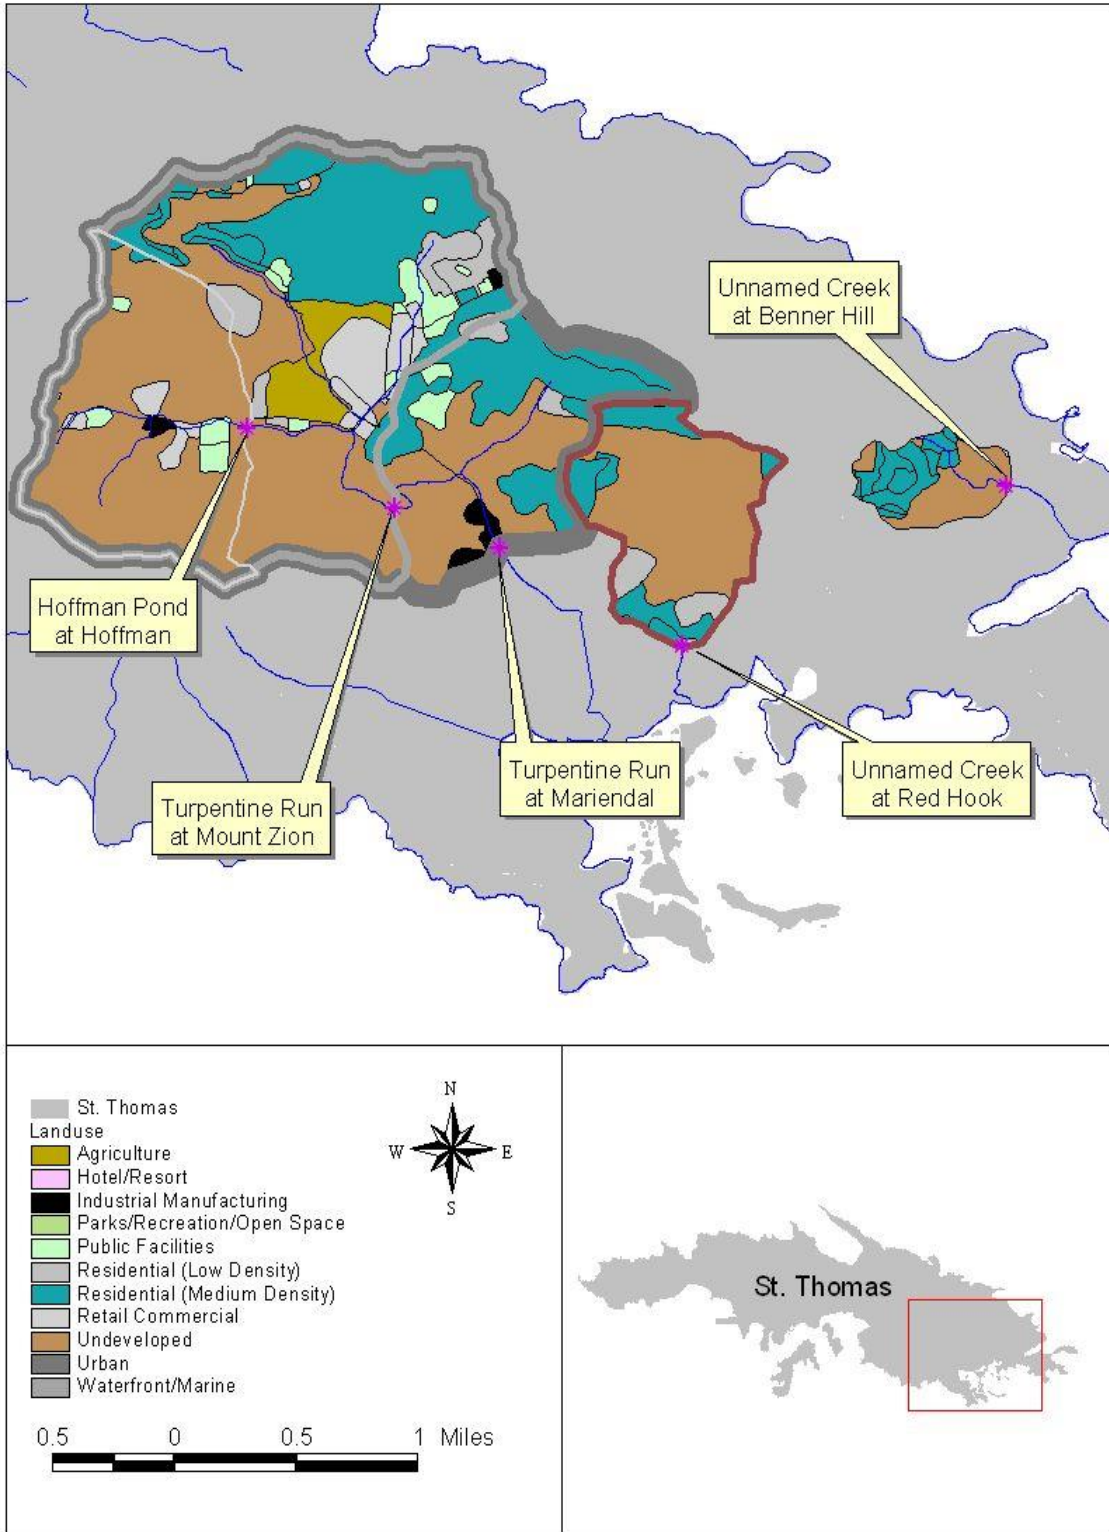 Unnamed Creek
at Benner Hill
Hoffman Pond
at Hoffman
Turpentine Run
at Mount Zion
Turpentine Run
at Mariendal
Unnamed Creek
at Red Hook
St. Thomas
Landuse
Agriculture
Hotel/Resort
Industrial Manufacturing
Parks/Recreation/Open Space
Public Facilities
Residential (Low Density)
Residential (Medium Density)
Retail Commercial
Undeveloped
Urban
Waterfront/Marine
N
W
E
S
0.5 0 0.5 1 Miles
St. Thomas